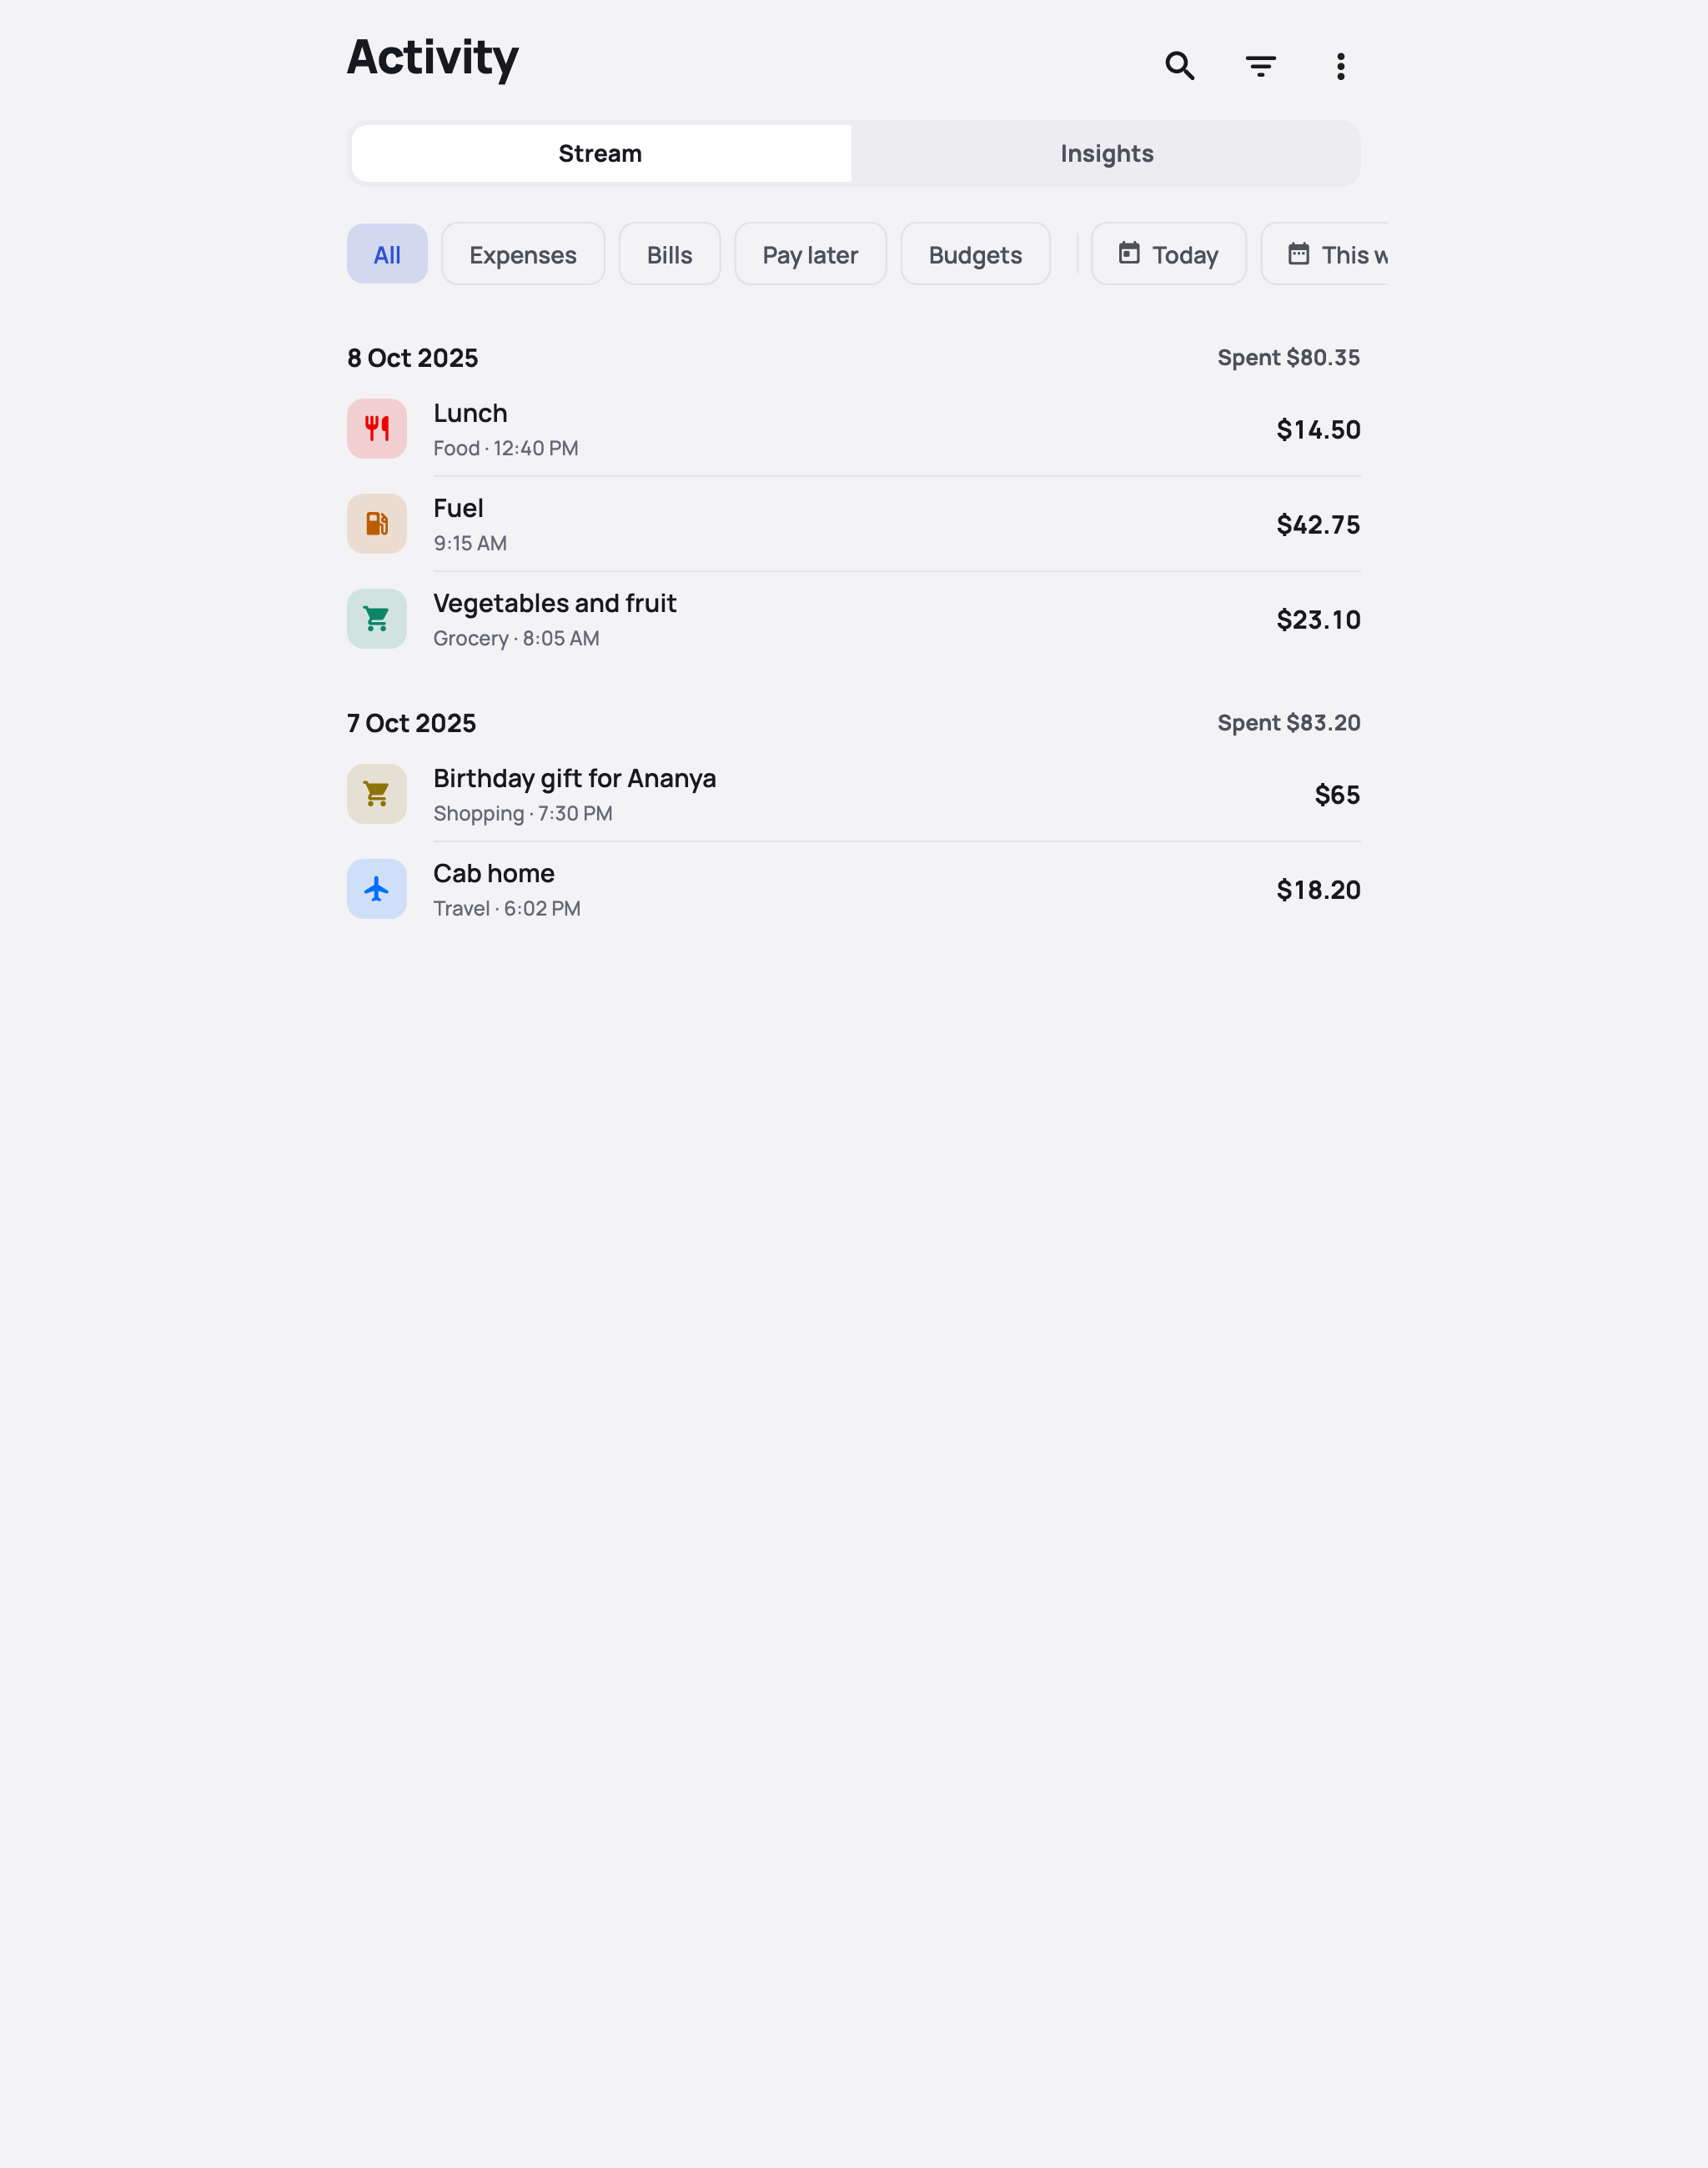 Activity
Stream Insights
All Expenses Bills Pay later Budgets Today This w
8 Oct 2025 Spent $80.35
Lunch
Food · 12:40 PM
$14.50
Fuel
9:15 AM
$42.75
Vegetables and fruit
Grocery · 8:05 AM
$23.10
7 Oct 2025 Spent $83.20
Birthday gift for Ananya
Shopping · 7:30 PM
$65
Cab home
Travel · 6:02 PM
$18.20